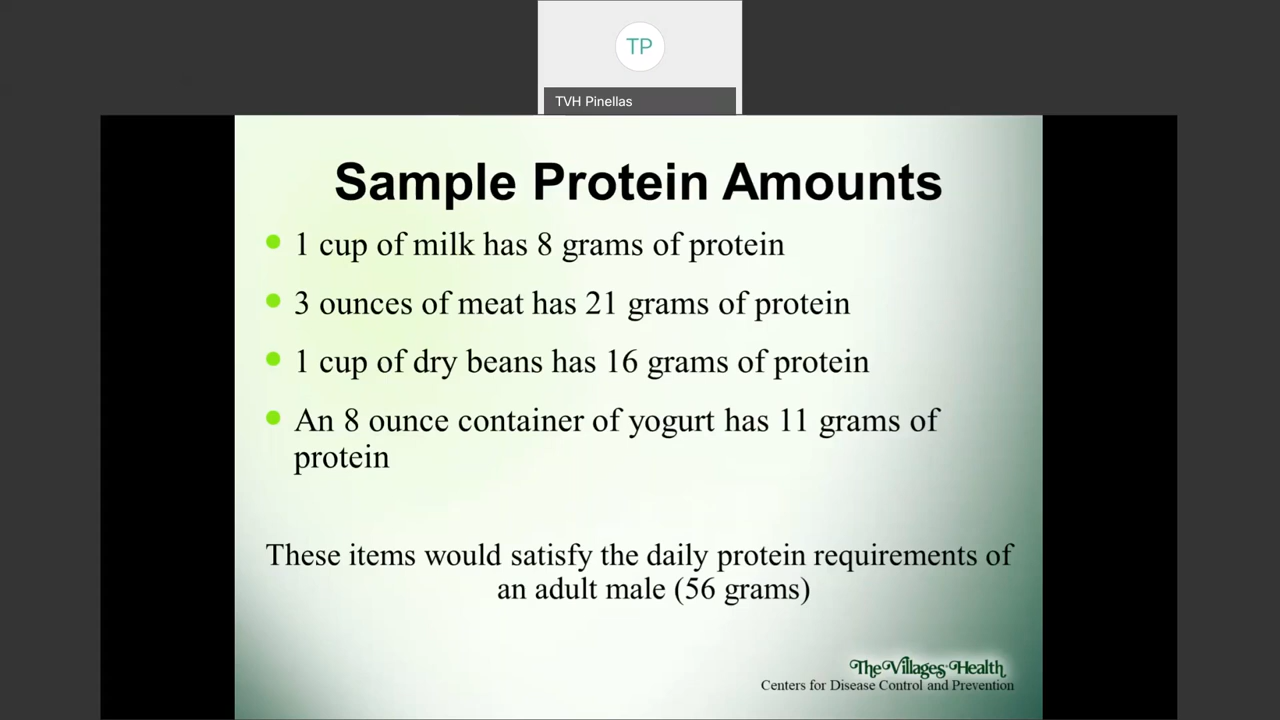 TP
TVH Pinellas
Sample Protein Amounts
1 cup of milk has 8 grams of protein
3 ounces of meat has 21 grams of protein
1 cup of dry beans has 16 grams of protein
An 8 ounce container of yogurt has 11 grams of
protein
These items would satisfy the daily protein requirements of
an adult male (56 grams)
The Villages Health
Centers for Disease Control and Prevention